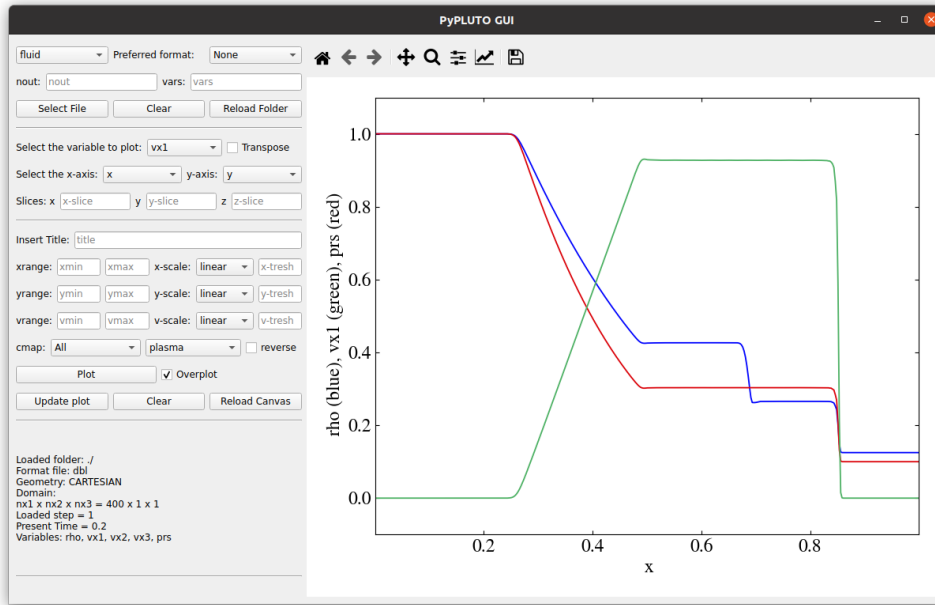 PyPLUTO GUI
fluid Preferred format: None
nout: nout vars: vars
Select File Clear Reload Folder
Select the variable to plot: vx1 Transpose
Select the x-axis: x y-axis: y
Slices: x x-slice y y-slice z z-slice
Insert Title: title
xrange: xmin xmax x-scale: linear x-tresh
yrange: ymin ymax y-scale: linear y-tresh
vrange: vmin vmax v-scale: linear v-tresh
cmap: All plasma reverse
Plot Overplot
Update plot Clear Reload Canvas
Loaded folder: ./
Format file: dbl
Geometry: CARTESIAN
Domain:
nx1 x nx2 x nx3 = 400 x 1 x 1
Loaded step = 1
Present Time = 0.2
Variables: rho, vx1, vx2, vx3, prs
rho (blue), vx1 (green), prs (red)
1.0
0.8
0.6
0.4
0.2
0.0
0.2 0.4 0.6 0.8
x